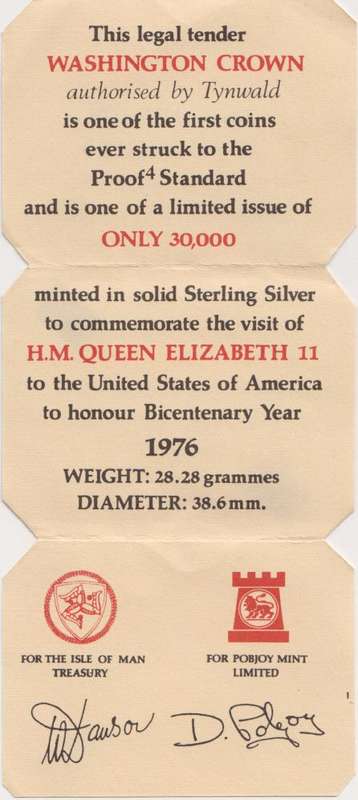 This legal tender
WASHINGTON CROWN
authorised by Tynwald
is one of the first coins
ever struck to the
Proof4 Standard
and is one of a limited issue of
ONLY 30,000
minted in solid Sterling Silver
to commemorate the visit of
H.M. QUEEN ELIZABETH 11
to the United States of America
to honour Bicentenary Year
1976
WEIGHT: 28.28 grammes
DIAMETER: 38.6mm.
FOR THE ISLE OF MAN
TREASURY
FOR POBJOY MINT
LIMITED
D. Pobjoy